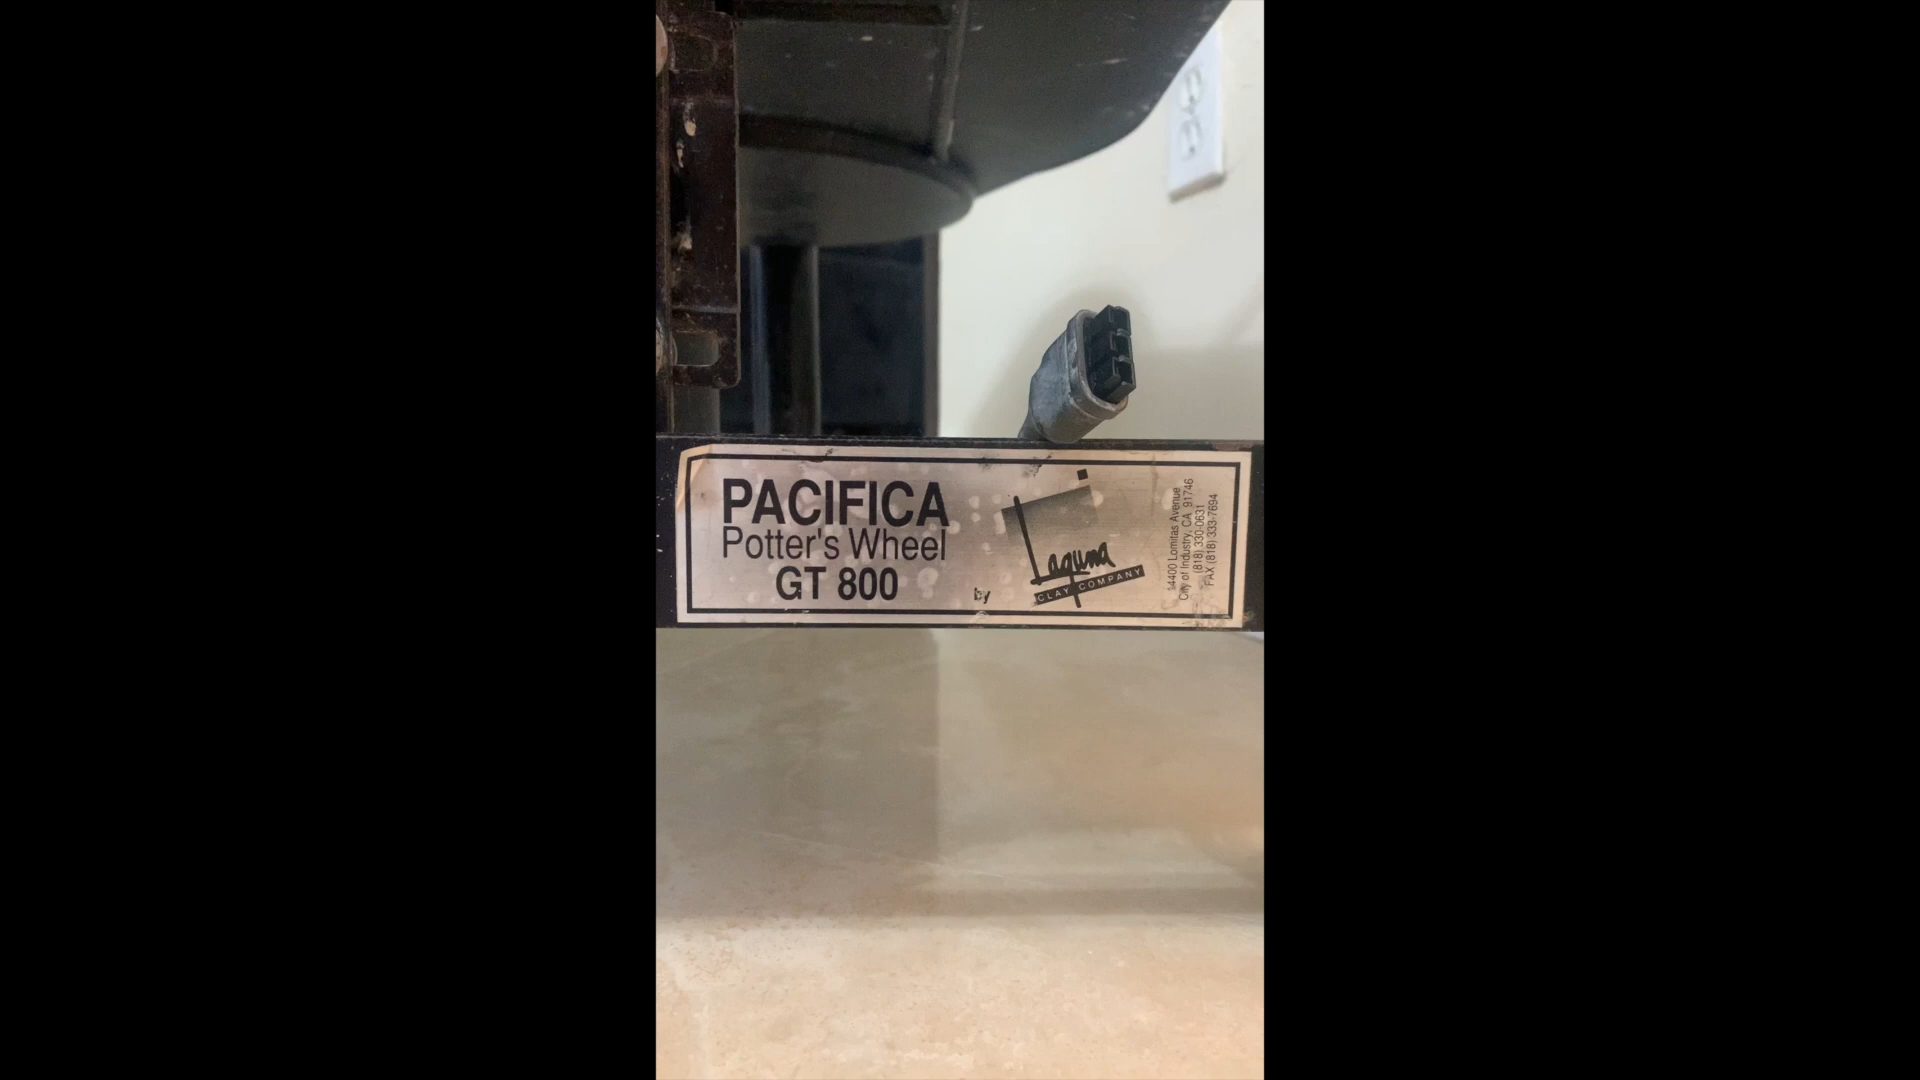 PACIFICA
Potter's Wheel
GT 800
by
Laguna
CLAY COMPANY
14400 Lomitas Avenue
City of Industry, CA 91746
(818) 330-0631
FAX (818) 333-7694